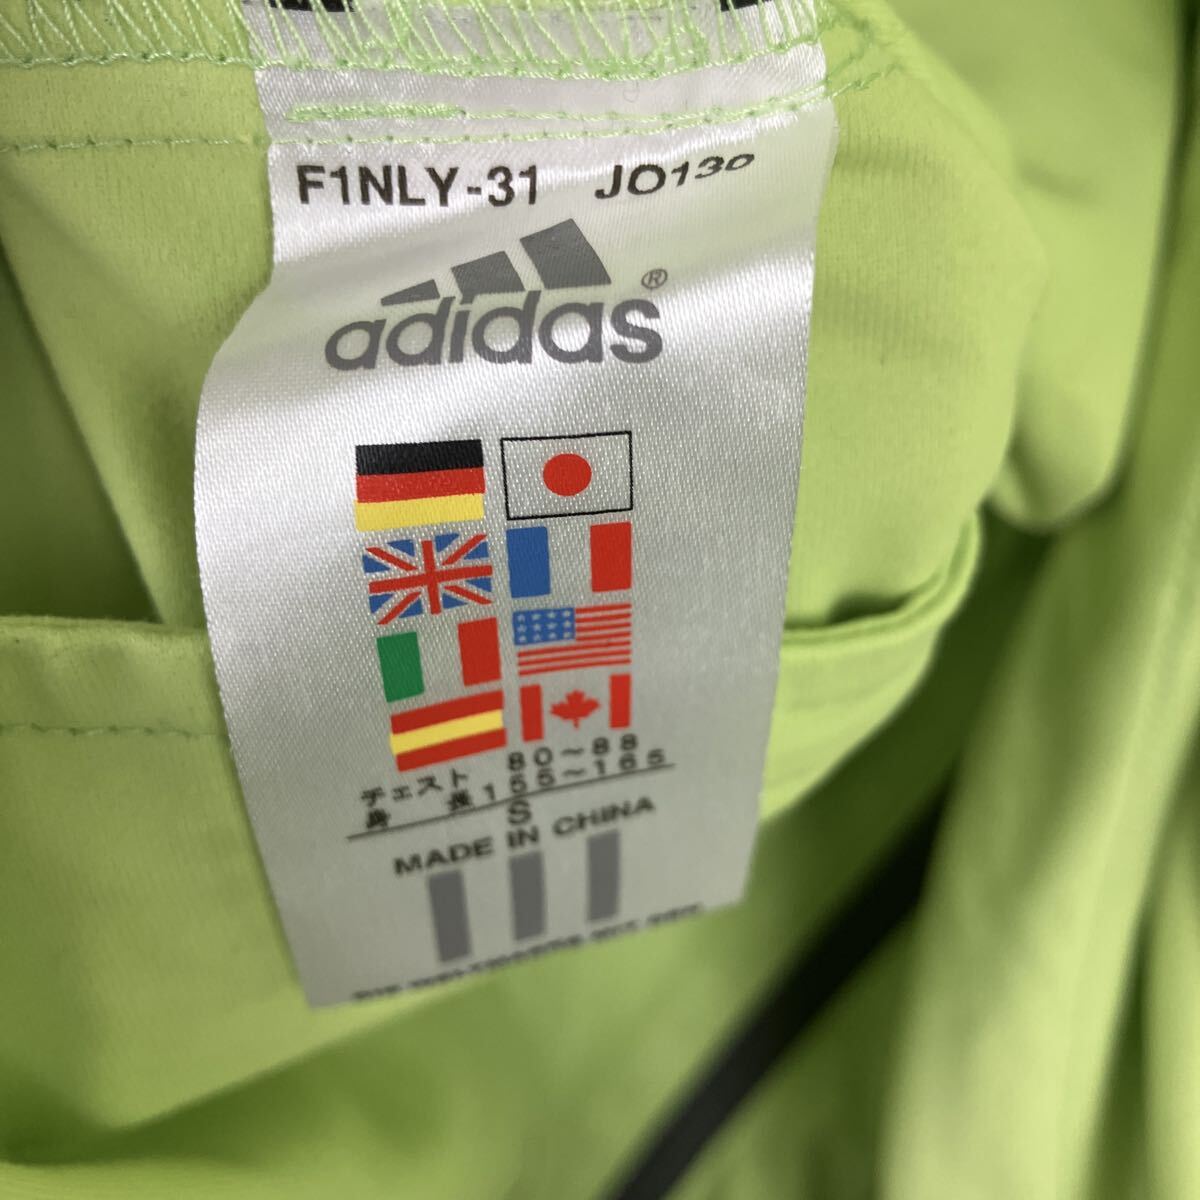 F1NLY-31 JO130
adidas®
チェスト 80～88
身 長 155～165
S
MADE IN CHINA